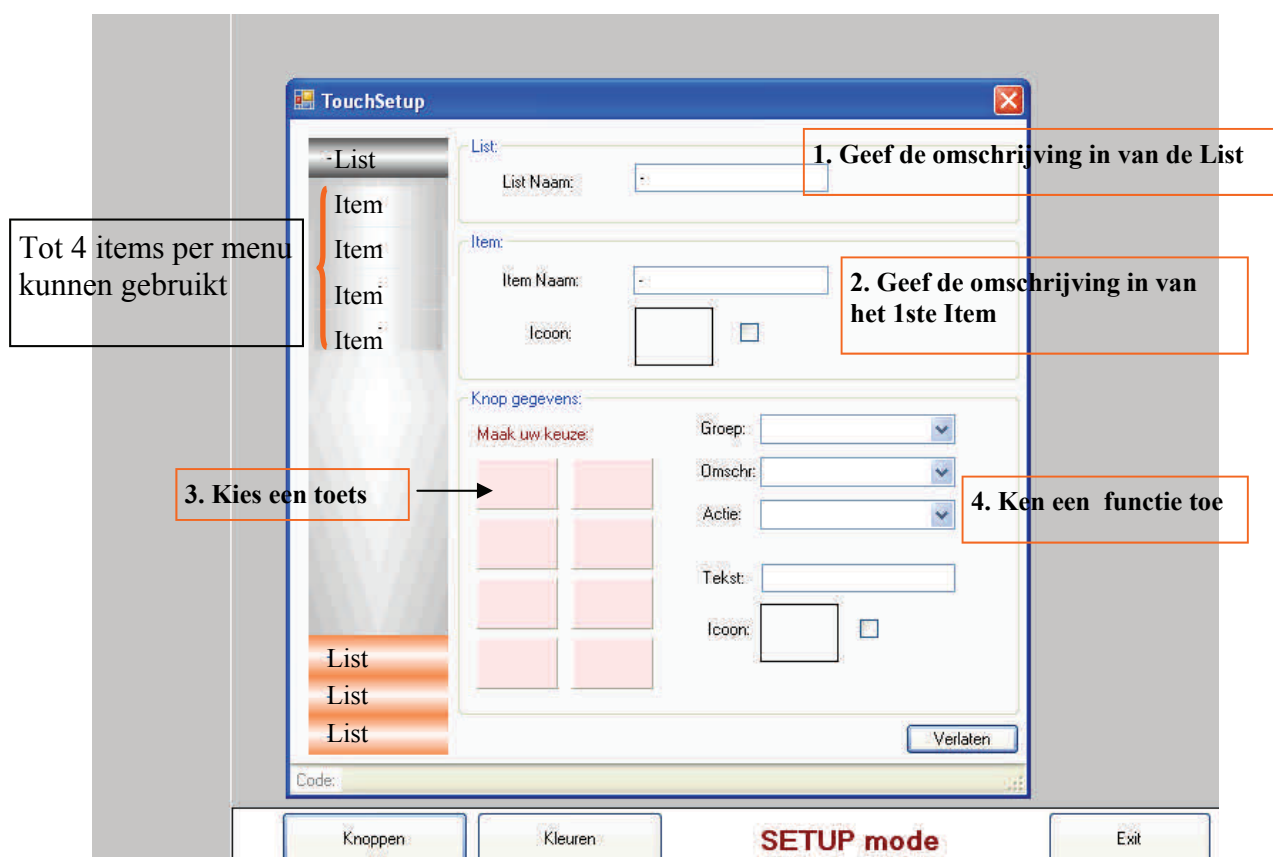 TouchSetup
-List
Item
Item
Item
Item
List
List
List
Tot 4 items per menu
kunnen gebruikt
List:
List Naam:
-
1. Geef de omschrijving in van de List
Item:
Item Naam:
-
Icoon:
2. Geef de omschrijving in van
het 1ste Item
Knop gegevens:
Maak uw keuze:
3. Kies een toets
Groep:
Omschr:
Actie:
4. Ken een functie toe
Tekst:
Icoon:
Verlaten
Code:
Knoppen
Kleuren
SETUP mode
Exit